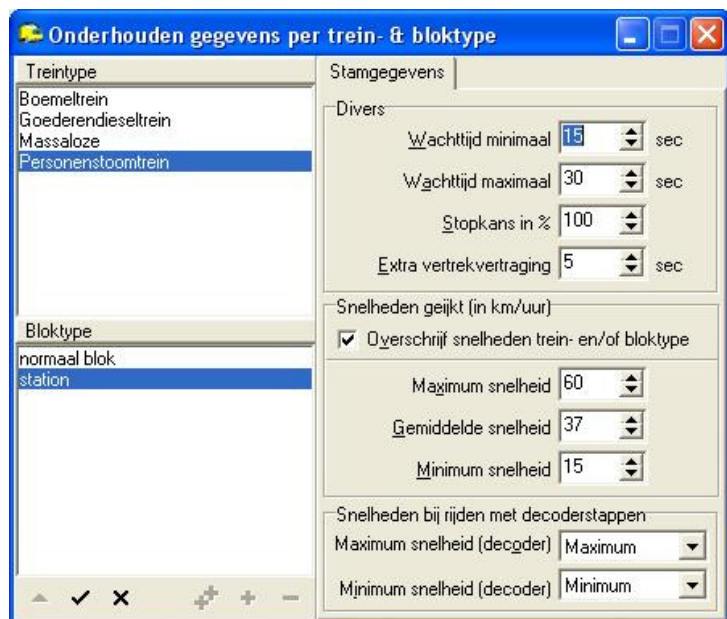 Onderhouden gegevens per trein- & bloktype
Treintype
Boemeltrein
Goederendieseltrein
Massaloze
Personenstoomtrein
Bloktype
normaal blok
station
Stamgegevens
Divers
Wachttijd minimaal 15 sec
Wachttijd maximaal 30 sec
Stopkans in % 100
Extra vertrekvertraging 5 sec
Snelheden geijkt (in km/uur)
Overschrijf snelheden trein- en/of bloktype
Maximum snelheid 60
Gemiddelde snelheid 37
Minimum snelheid 15
Snelheden bij rijden met decoderstappen
Maximum snelheid (decoder) Maximum
Minimum snelheid (decoder) Minimum